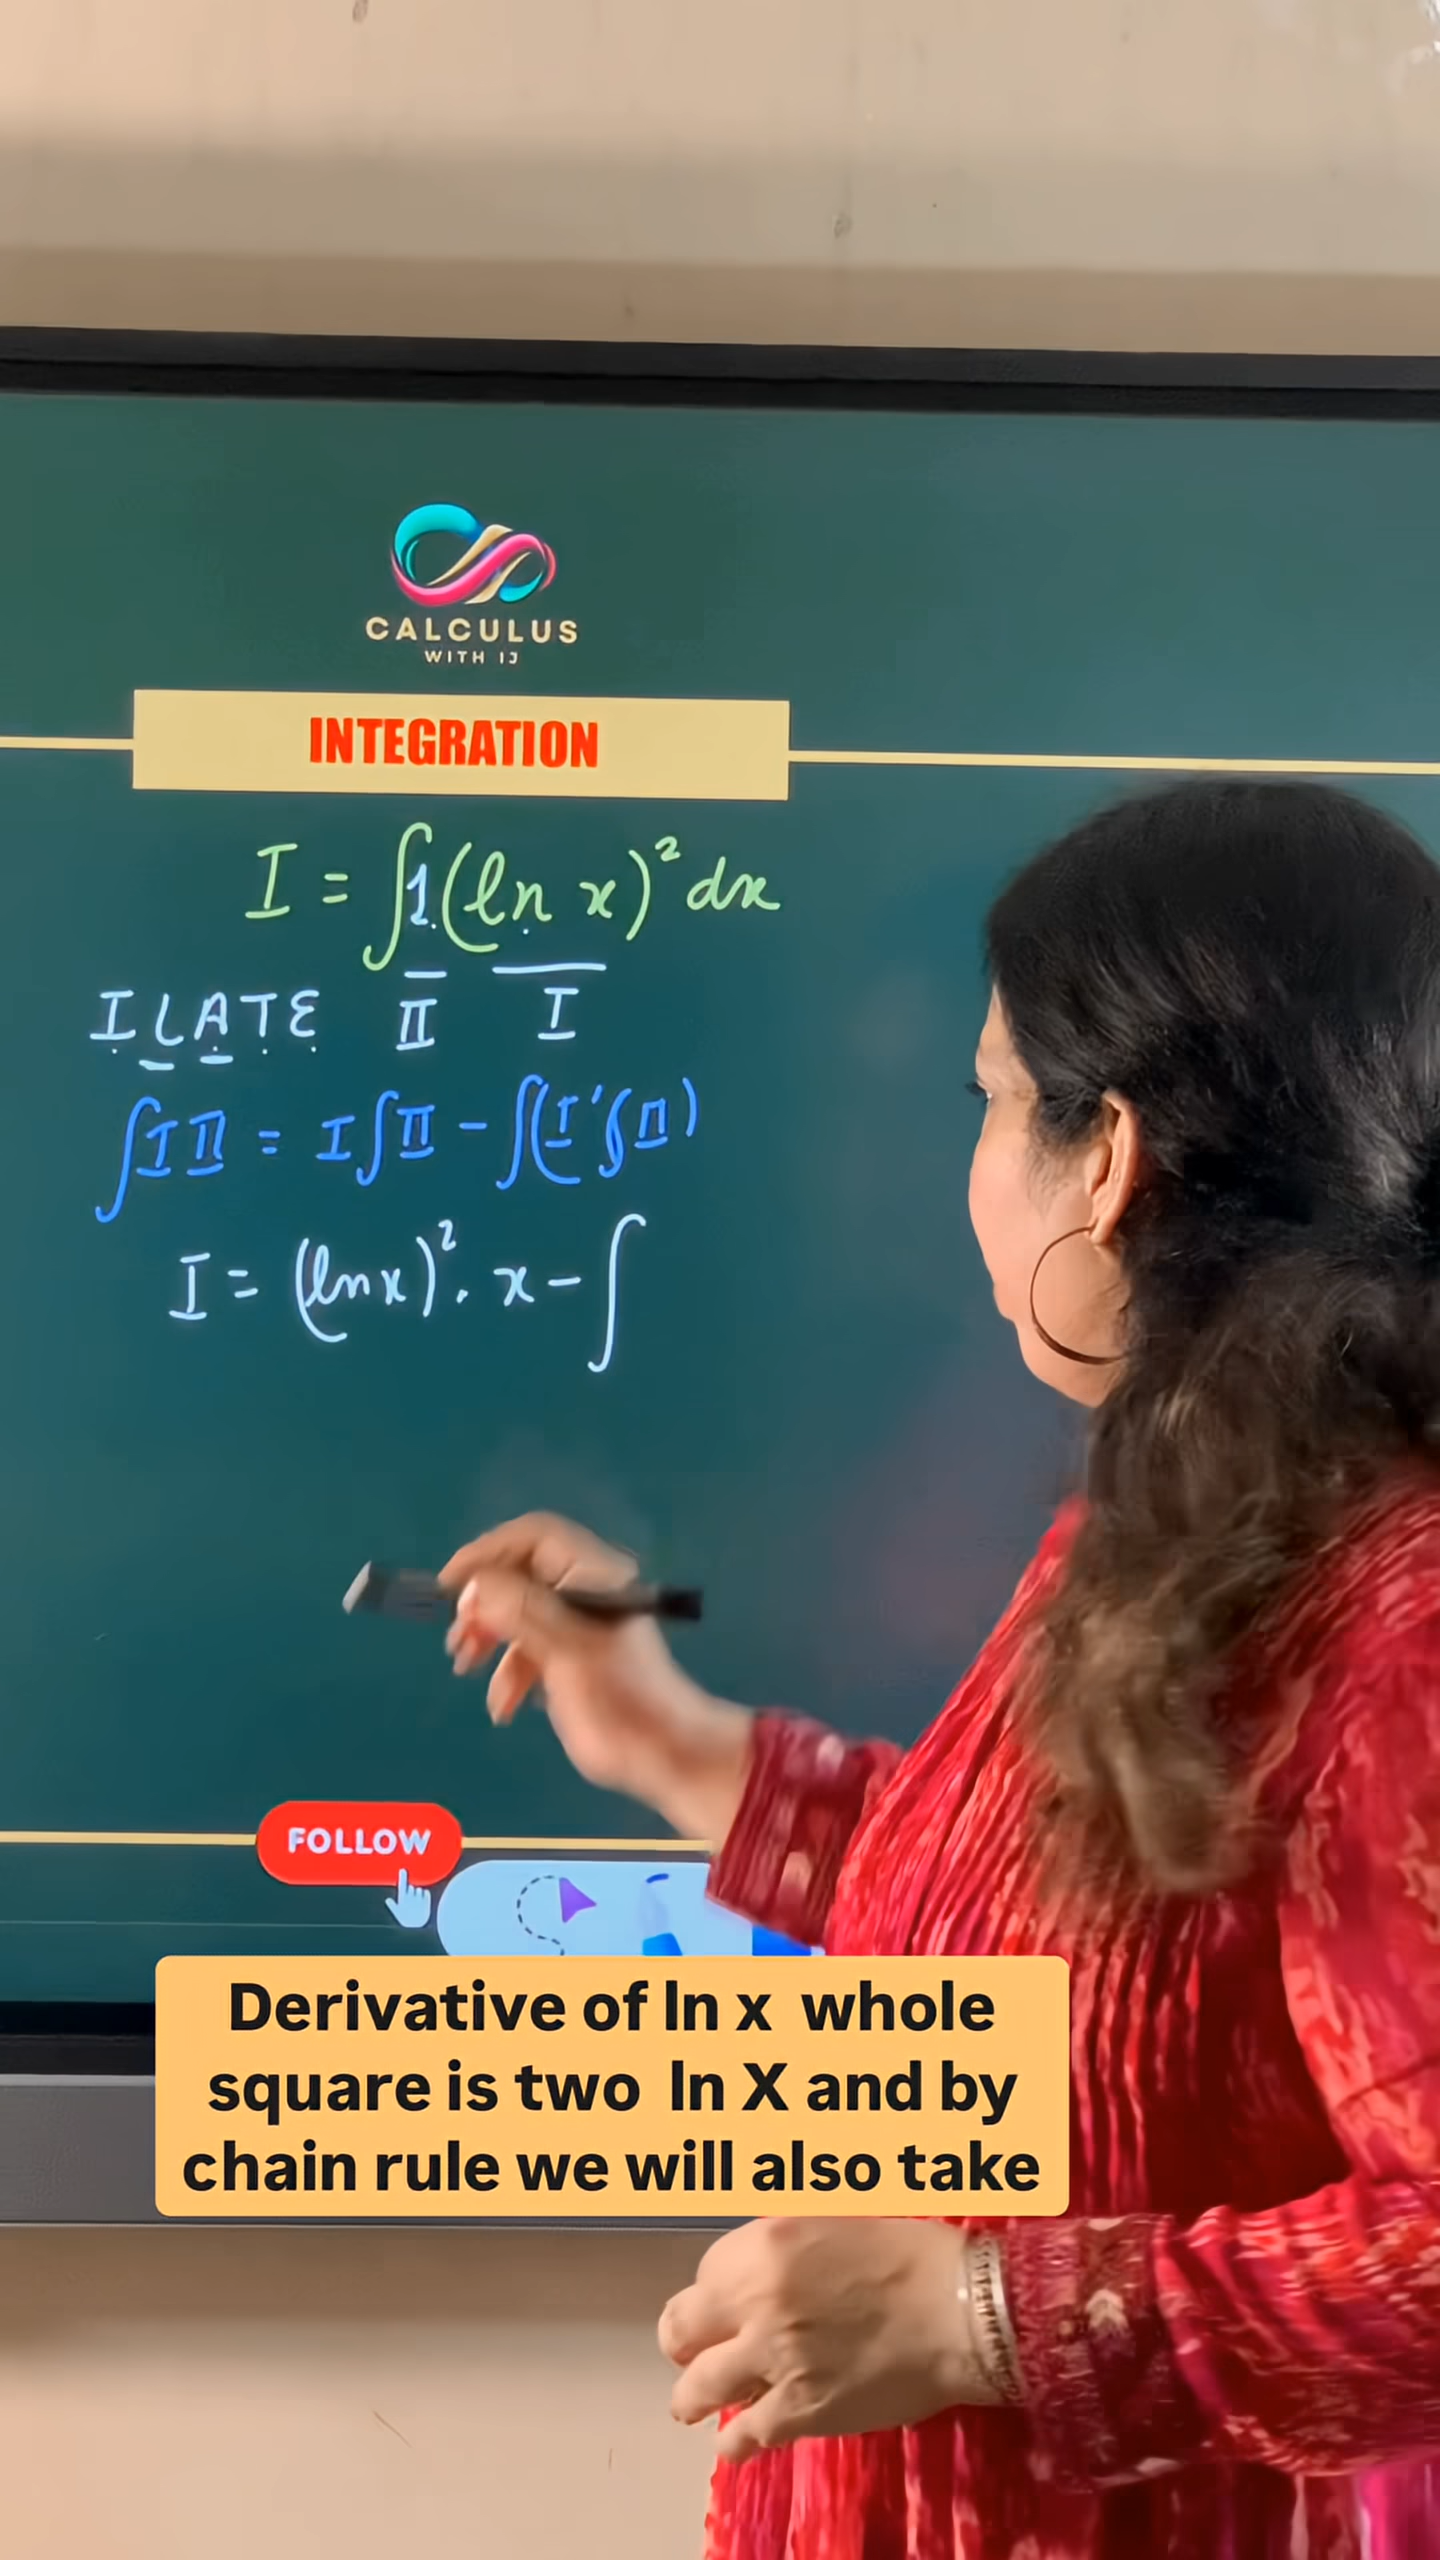 CALCULUS
WITH IJ
INTEGRATION
I = ∫1.(ln x)² dx
ILATE II I
∫I II = I∫II - ∫(I'∫II)
I = (ln x)². x - ∫
FOLLOW
Derivative of ln x whole
square is two ln X and by
chain rule we will also take